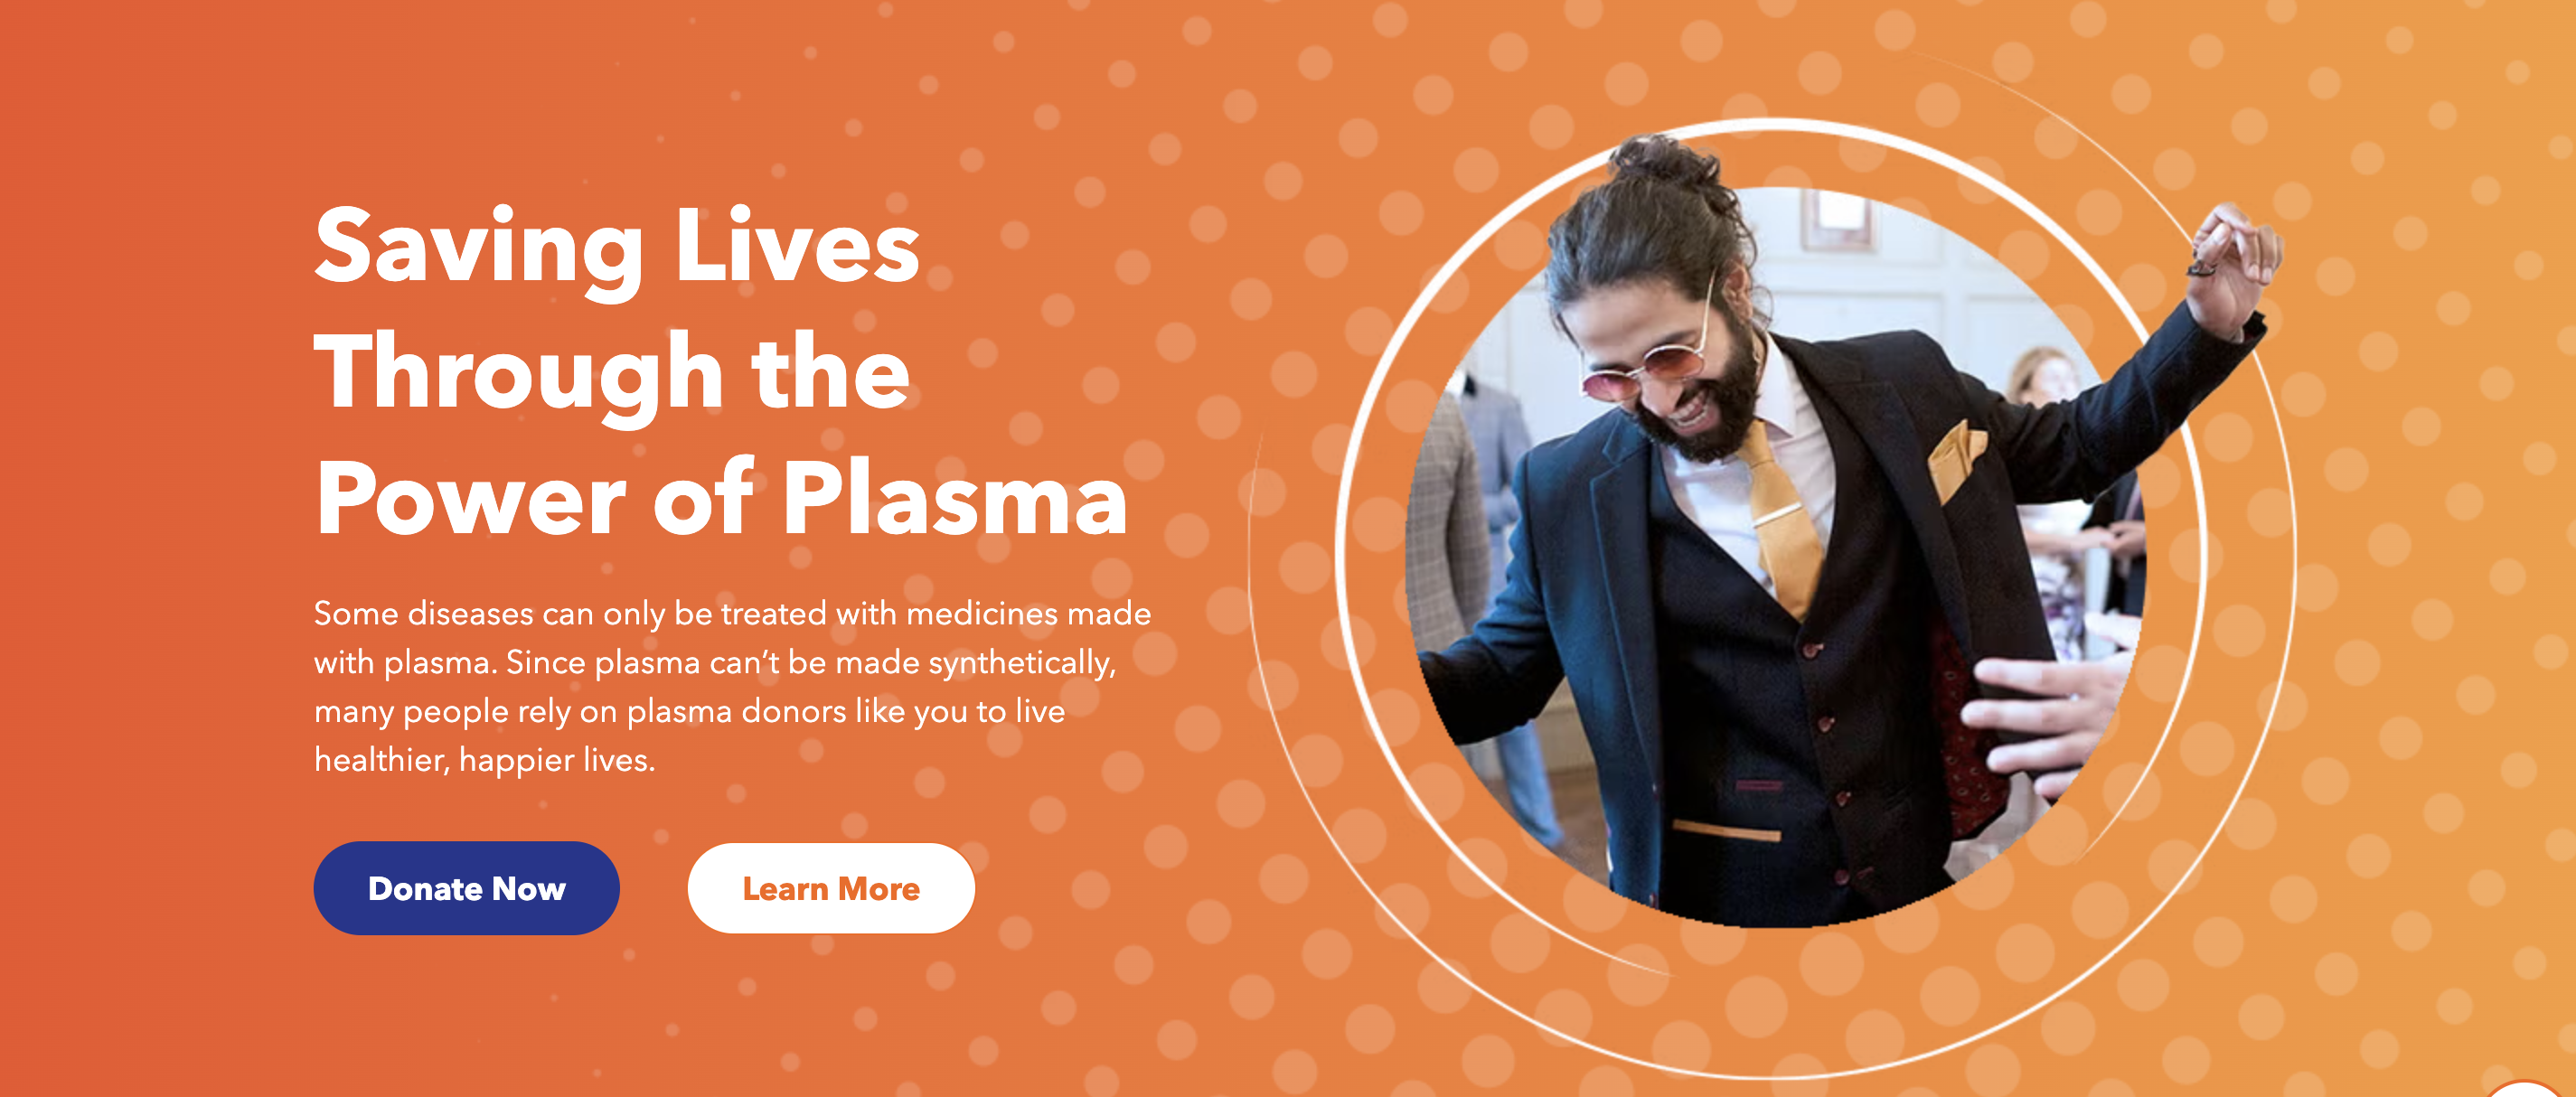 Saving Lives
Through the
Power of Plasma
Some diseases can only be treated with medicines made
with plasma. Since plasma can’t be made synthetically,
many people rely on plasma donors like you to live
healthier, happier lives.
Donate Now
Learn More